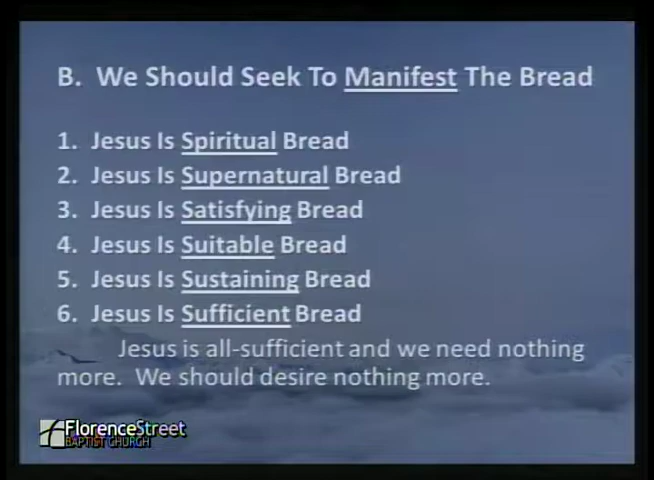 B. We Should Seek To Manifest The Bread
1. Jesus Is Spiritual Bread
2. Jesus Is Supernatural Bread
3. Jesus Is Satisfying Bread
4. Jesus Is Suitable Bread
5. Jesus Is Sustaining Bread
6. Jesus Is Sufficient Bread
Jesus is all-sufficient and we need nothing
more. We should desire nothing more.
FlorenceStreet
BAPTIST CHURCH